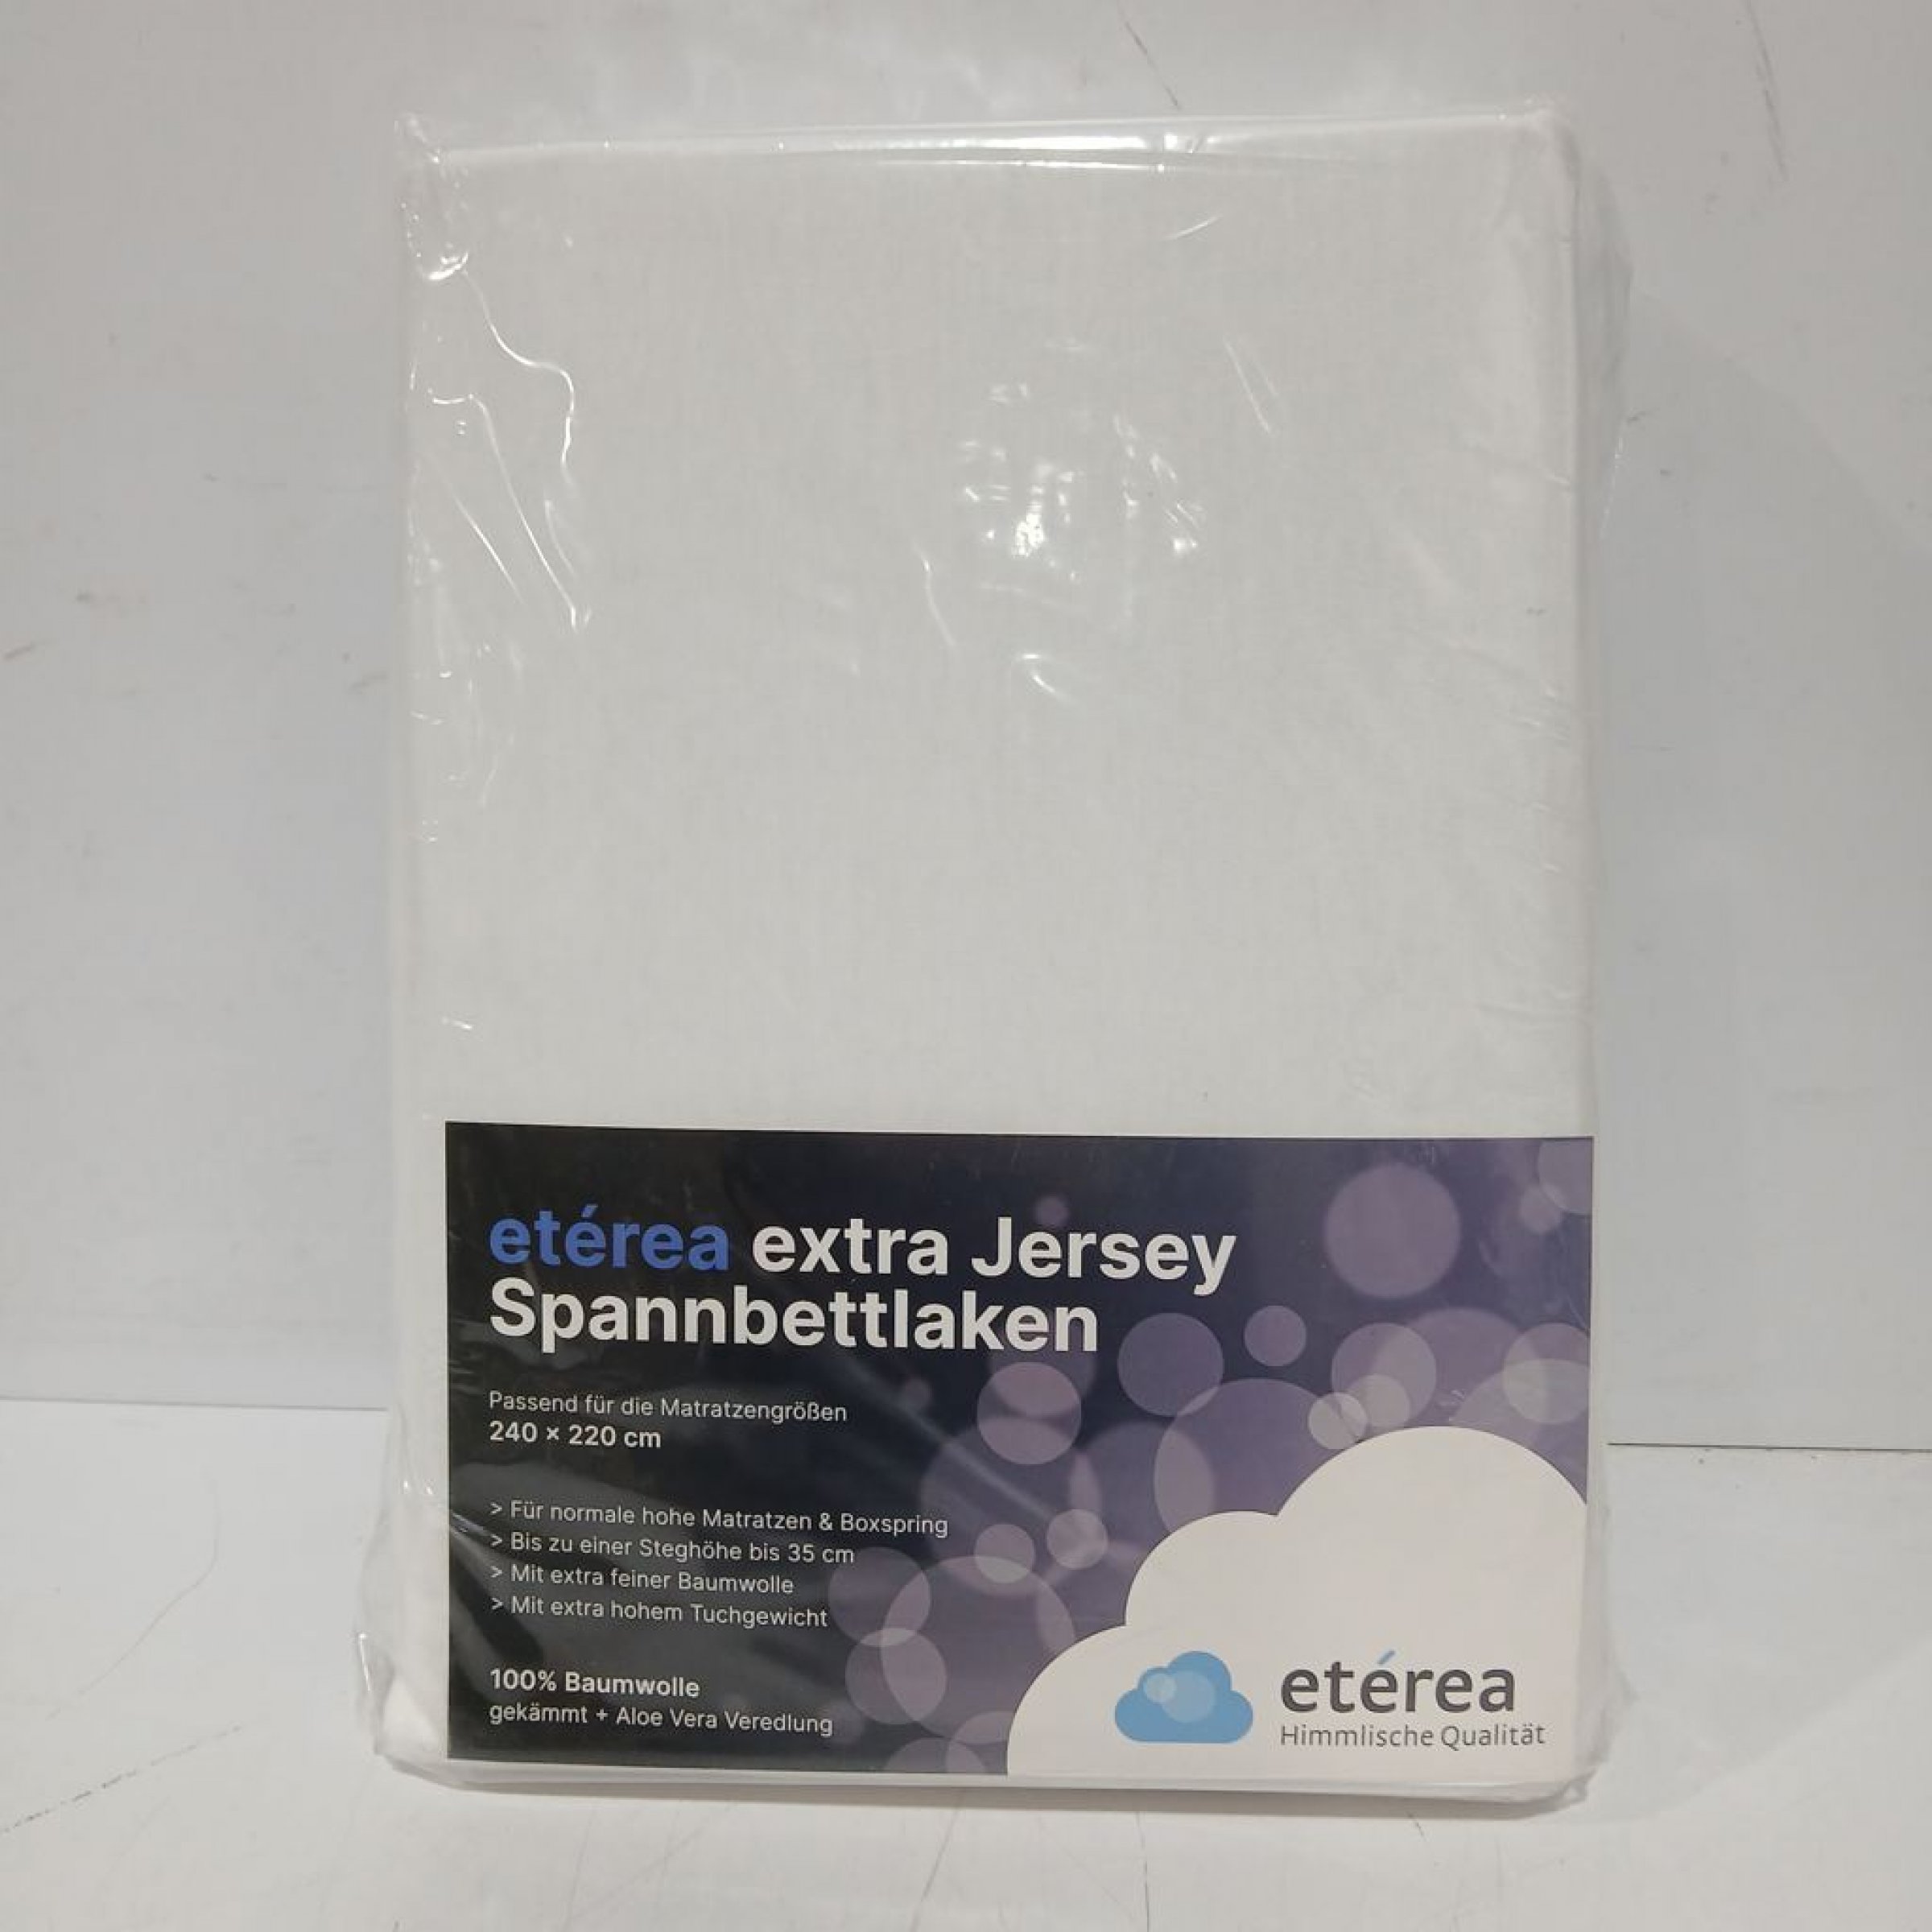 etérea extra Jersey
Spannbettlaken
Passend für die Matratzengrößen
240 × 220 cm
> Für normale hohe Matratzen & Boxspring
> Bis zu einer Steghöhe bis 35 cm
> Mit extra feiner Baumwolle
> Mit extra hohem Tuchgewicht
100% Baumwolle
gekämmt + Aloe Vera Veredlung
etérea
Himmlische Qualität